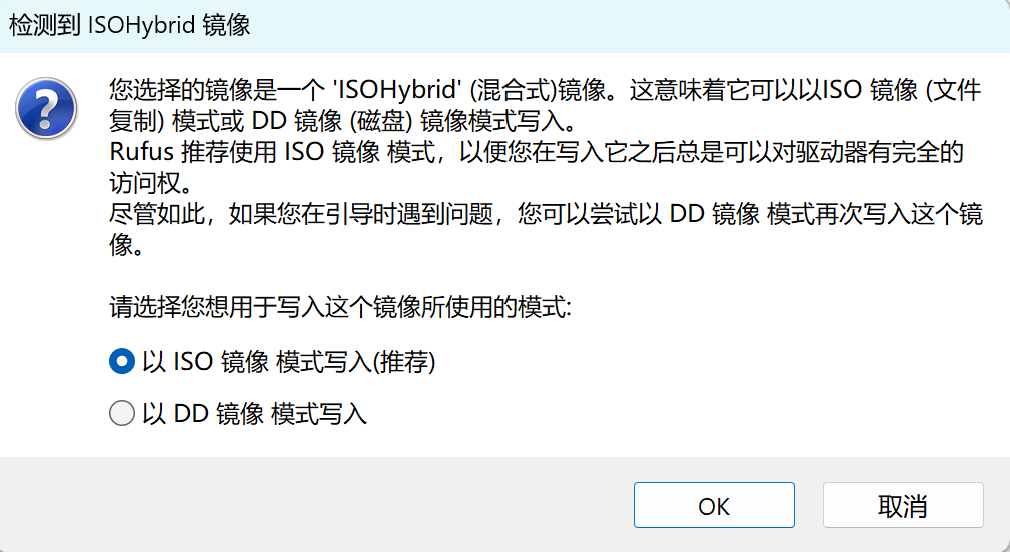 检测到 ISOHybrid 镜像
您选择的镜像是一个 'ISOHybrid' (混合式)镜像。这意味着它可以以ISO 镜像 (文件
复制) 模式或 DD 镜像 (磁盘) 镜像模式写入。
Rufus 推荐使用 ISO 镜像 模式，以便您在写入它之后总是可以对驱动器有完全的
访问权。
尽管如此，如果您在引导时遇到问题，您可以尝试以 DD 镜像 模式再次写入这个镜
像。
请选择您想用于写入这个镜像所使用的模式:
以 ISO 镜像 模式写入(推荐)
以 DD 镜像 模式写入
OK
取消